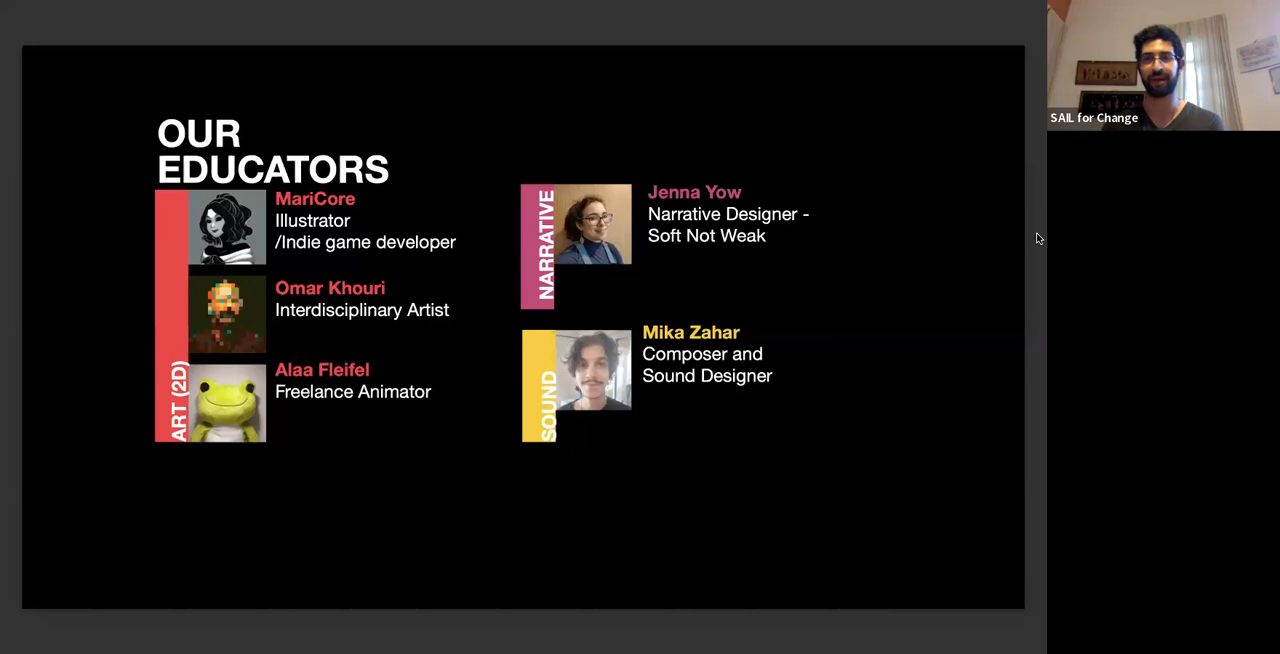 OUR
EDUCATORS
ART (2D)
MariCore
Illustrator
/Indie game developer
Omar Khouri
Interdisciplinary Artist
Alaa Fleifel
Freelance Animator
NARRATIVE
Jenna Yow
Narrative Designer -
Soft Not Weak
SOUND
Mika Zahar
Composer and
Sound Designer
SAIL for Change